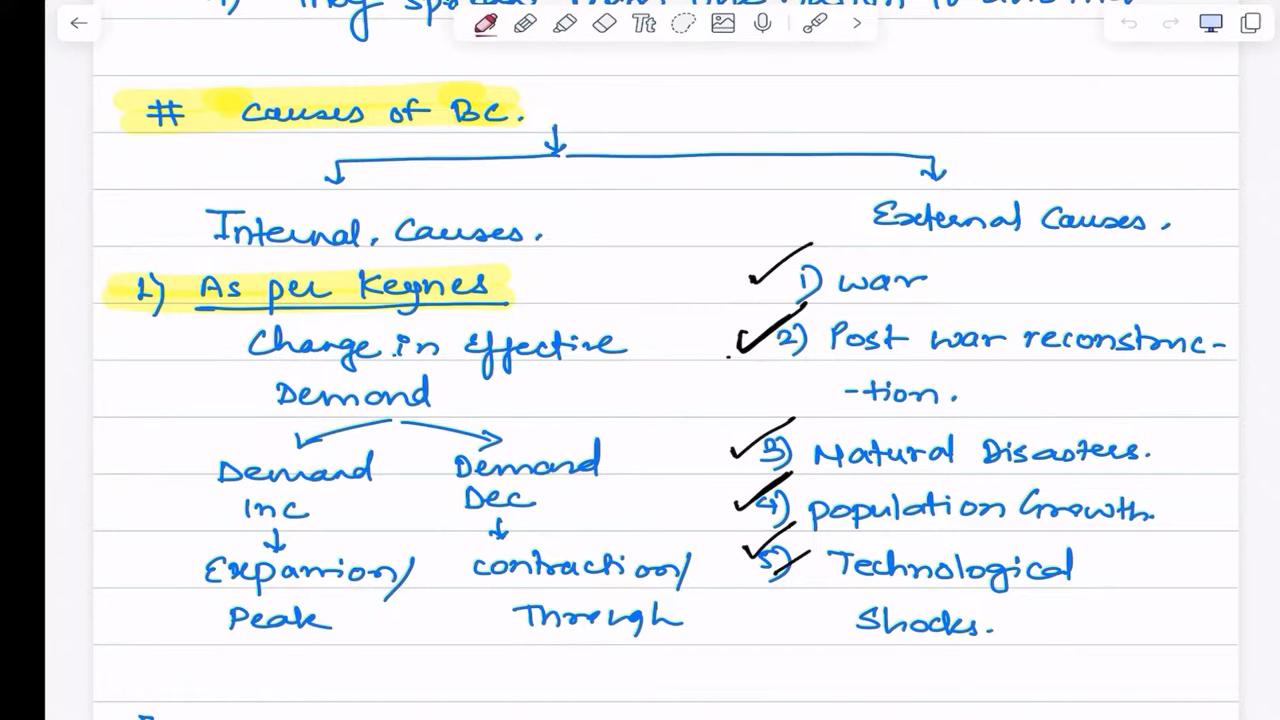 # Causes of BC.
Internal. Causes.
1) As per Keynes
Change in Effective
Demand
Demand
Inc
Expansion/
Peak
Demand
Dec
contraction/
Through
External Causes.
1) war
2) Post war reconstruc-
-tion.
3) Natural Disasters.
4) population Growth.
5) Technological
Shocks.
Tt